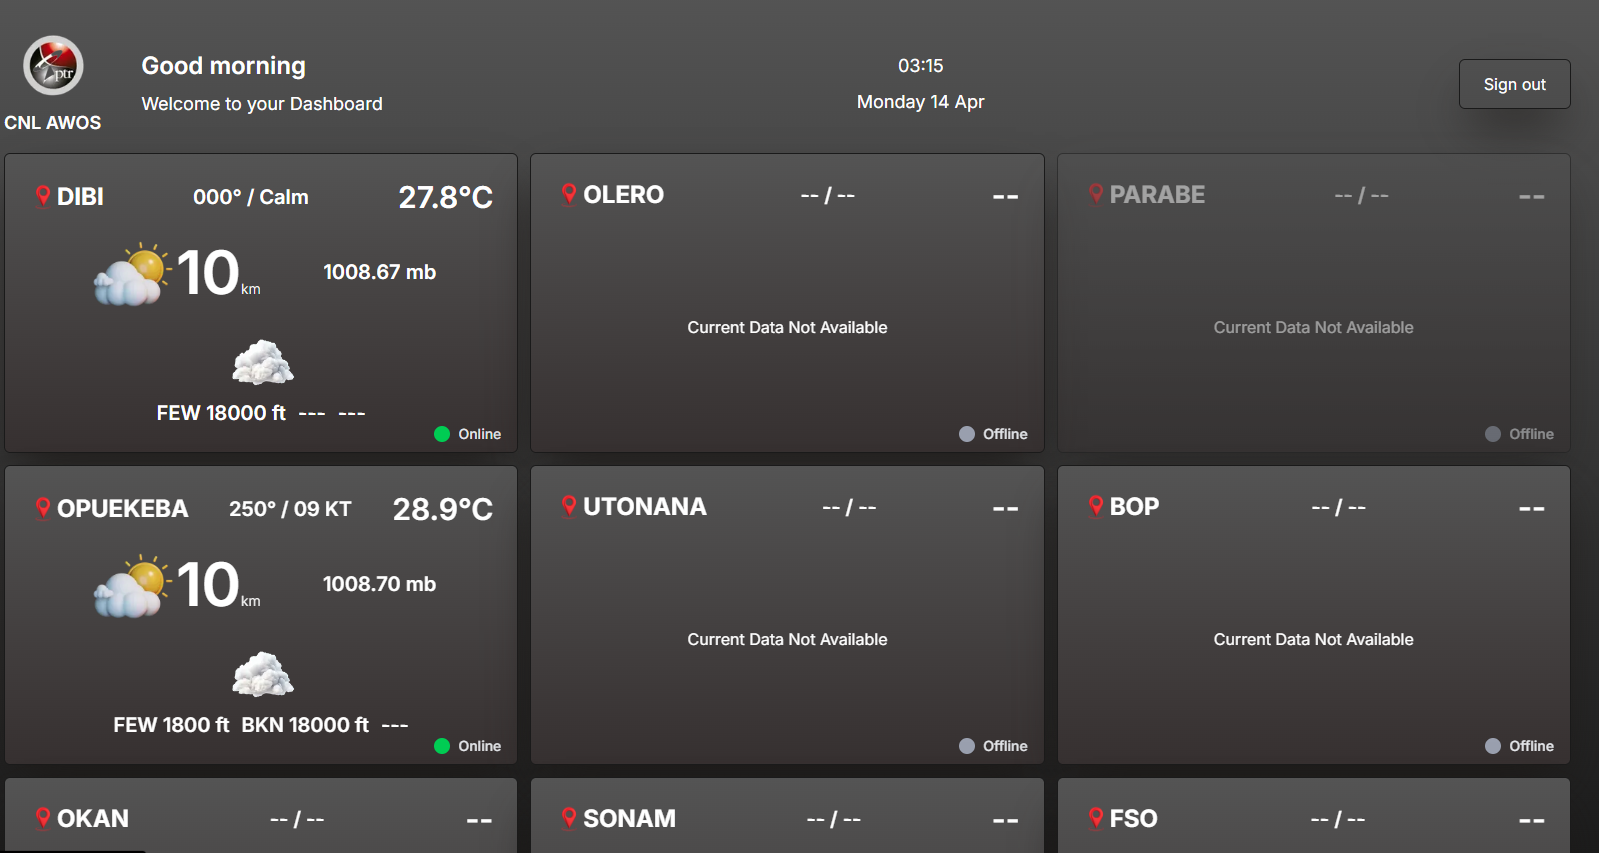 ptr
CNL AWOS
Good morning
Welcome to your Dashboard
03:15
Monday 14 Apr
Sign out
DIBI 000° / Calm 27.8°C
10 km 1008.67 mb
FEW 18000 ft --- ---
Online
OLERO -- / -- --
Current Data Not Available
Offline
PARABE -- / -- --
Current Data Not Available
Offline
OPUEKEBA 250° / 09 KT 28.9°C
10 km 1008.70 mb
FEW 1800 ft BKN 18000 ft ---
Online
UTONANA -- / -- --
Current Data Not Available
Offline
BOP -- / -- --
Current Data Not Available
Offline
OKAN -- / -- --
SONAM -- / -- --
FSO -- / -- --